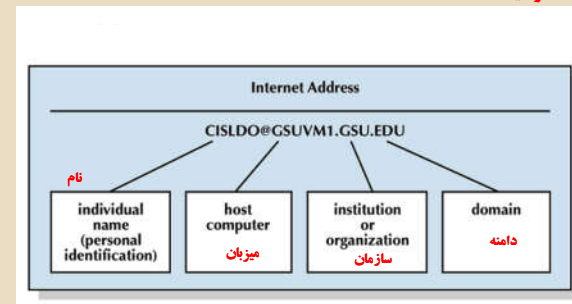 Internet Address
CISLDO@GSUVM1.GSU.EDU
نام
individual
name
(personal
identification)
host
computer
میزبان
institution
or
organization
سازمان
domain
دامنه